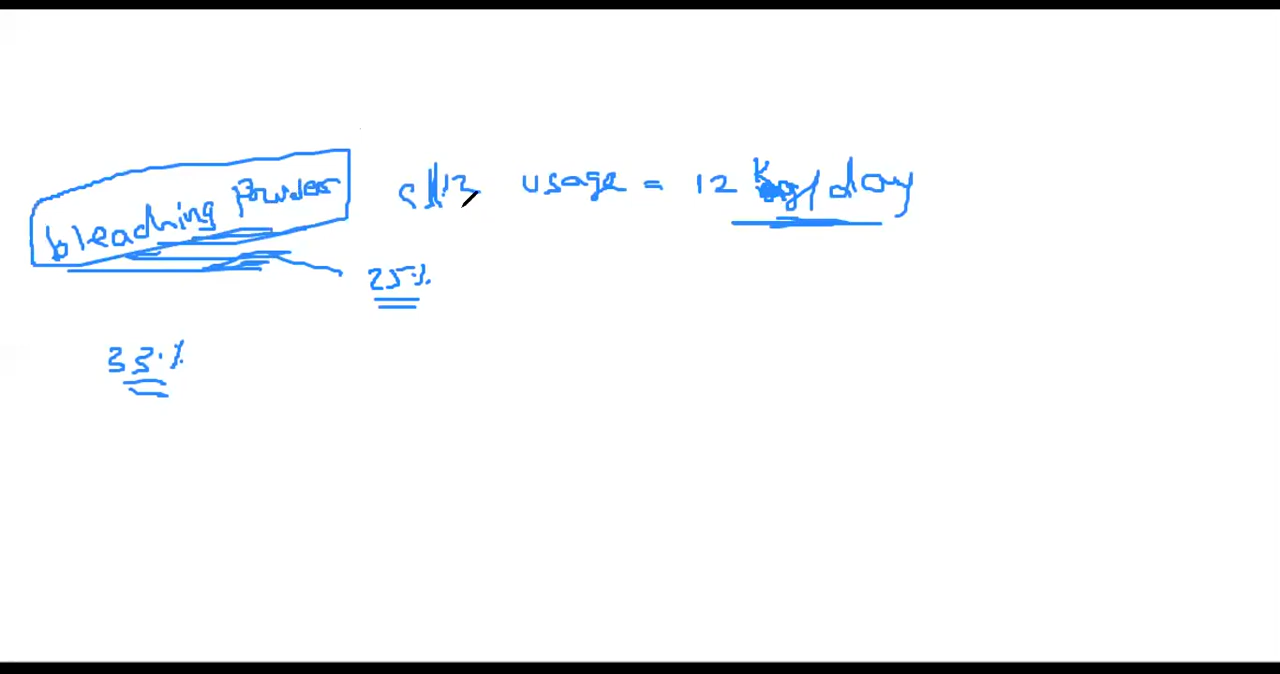 bleaching Powder
usage = 12 Kg/day
25%
33%